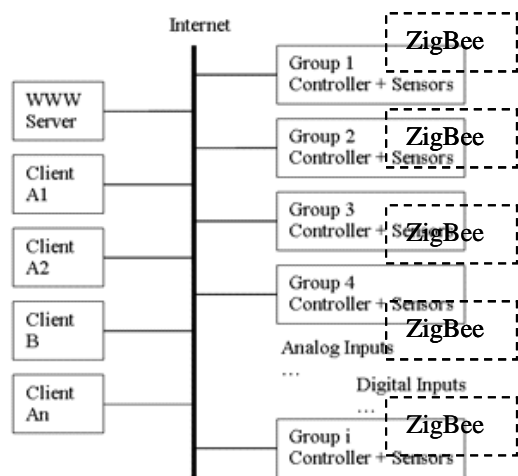 Internet
WWW
Server
Client
A1
Client
A2
Client
B
Client
An
Group 1
Controller + Sensors
ZigBee
Group 2
Controller + Sensors
ZigBee
Group 3
Controller + Sensors
ZigBee
Group 4
Controller + Sensors
ZigBee
Analog Inputs
...
Digital Inputs
...
Group i
Controller + Sensors
ZigBee